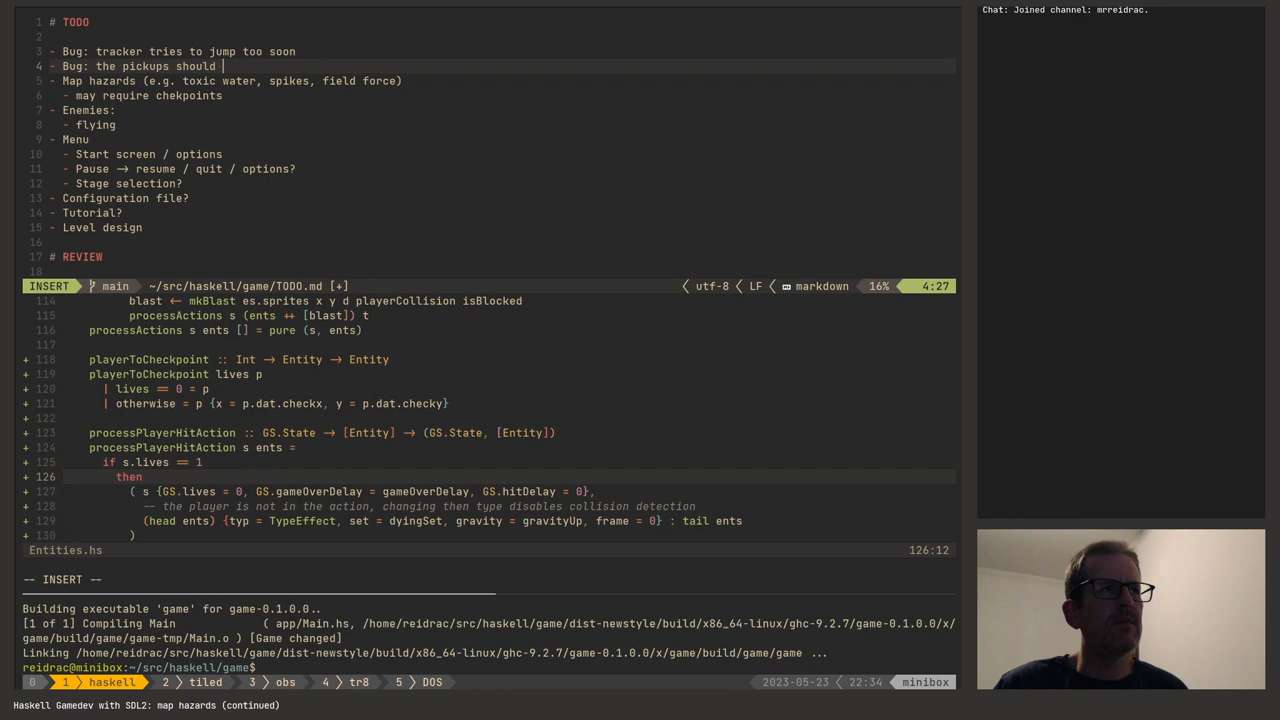 1 # TODO
2
3 - Bug: tracker tries to jump too soon
4 - Bug: the pickups should
5 - Map hazards (e.g. toxic water, spikes, field force)
6   - may require chekpoints
7 - Enemies:
8   - flying
9 - Menu
10   - Start screen / options
11   - Pause → resume / quit / options?
12   - Stage selection?
13 - Configuration file?
14 - Tutorial?
15 - Level design
16
17 # REVIEW
18
INSERT main ~/src/haskell/game/TODO.md [+] utf-8 LF markdown 16% 4:27
114 blast ← mkBlast es.sprites x y d playerCollision isBlocked
115 processActions s (ents ++ [blast]) t
116 processActions s ents [] = pure (s, ents)
117
+ 118 playerToCheckpoint :: Int → Entity → Entity
+ 119 playerToCheckpoint lives p
+ 120 | lives == 0 = p
+ 121 | otherwise = p {x = p.dat.checkx, y = p.dat.checky}
+ 122
+ 123 processPlayerHitAction :: GS.State → [Entity] → (GS.State, [Entity])
+ 124 processPlayerHitAction s ents =
+ 125 if s.lives == 1
+ 126 then
+ 127 ( s {GS.lives = 0, GS.gameOverDelay = gameOverDelay, GS.hitDelay = 0},
+ 128 -- the player is not in the action, changing then type disables collision detection
+ 129 (head ents) {typ = TypeEffect, set = dyingSet, gravity = gravityUp, frame = 0} : tail ents
+ 130 )
Entities.hs 126:12
-- INSERT --
Building executable 'game' for game-0.1.0.0..
[1 of 1] Compiling Main ( app/Main.hs, /home/reidrac/src/haskell/game/dist-newstyle/build/x86_64-linux/ghc-9.2.7/game-0.1.0.0/x/
game/build/game/game-tmp/Main.o ) [Game changed]
Linking /home/reidrac/src/haskell/game/dist-newstyle/build/x86_64-linux/ghc-9.2.7/game-0.1.0.0/x/game/build/game/game ...
reidrac@minibox:~/src/haskell/game$
0 1 haskell 2 tiled 3 obs 4 tr8 5 DOS 2023-05-23 22:34 minibox
Haskell Gamedev with SDL2: map hazards (continued)
Chat: Joined channel: mrreidrac.